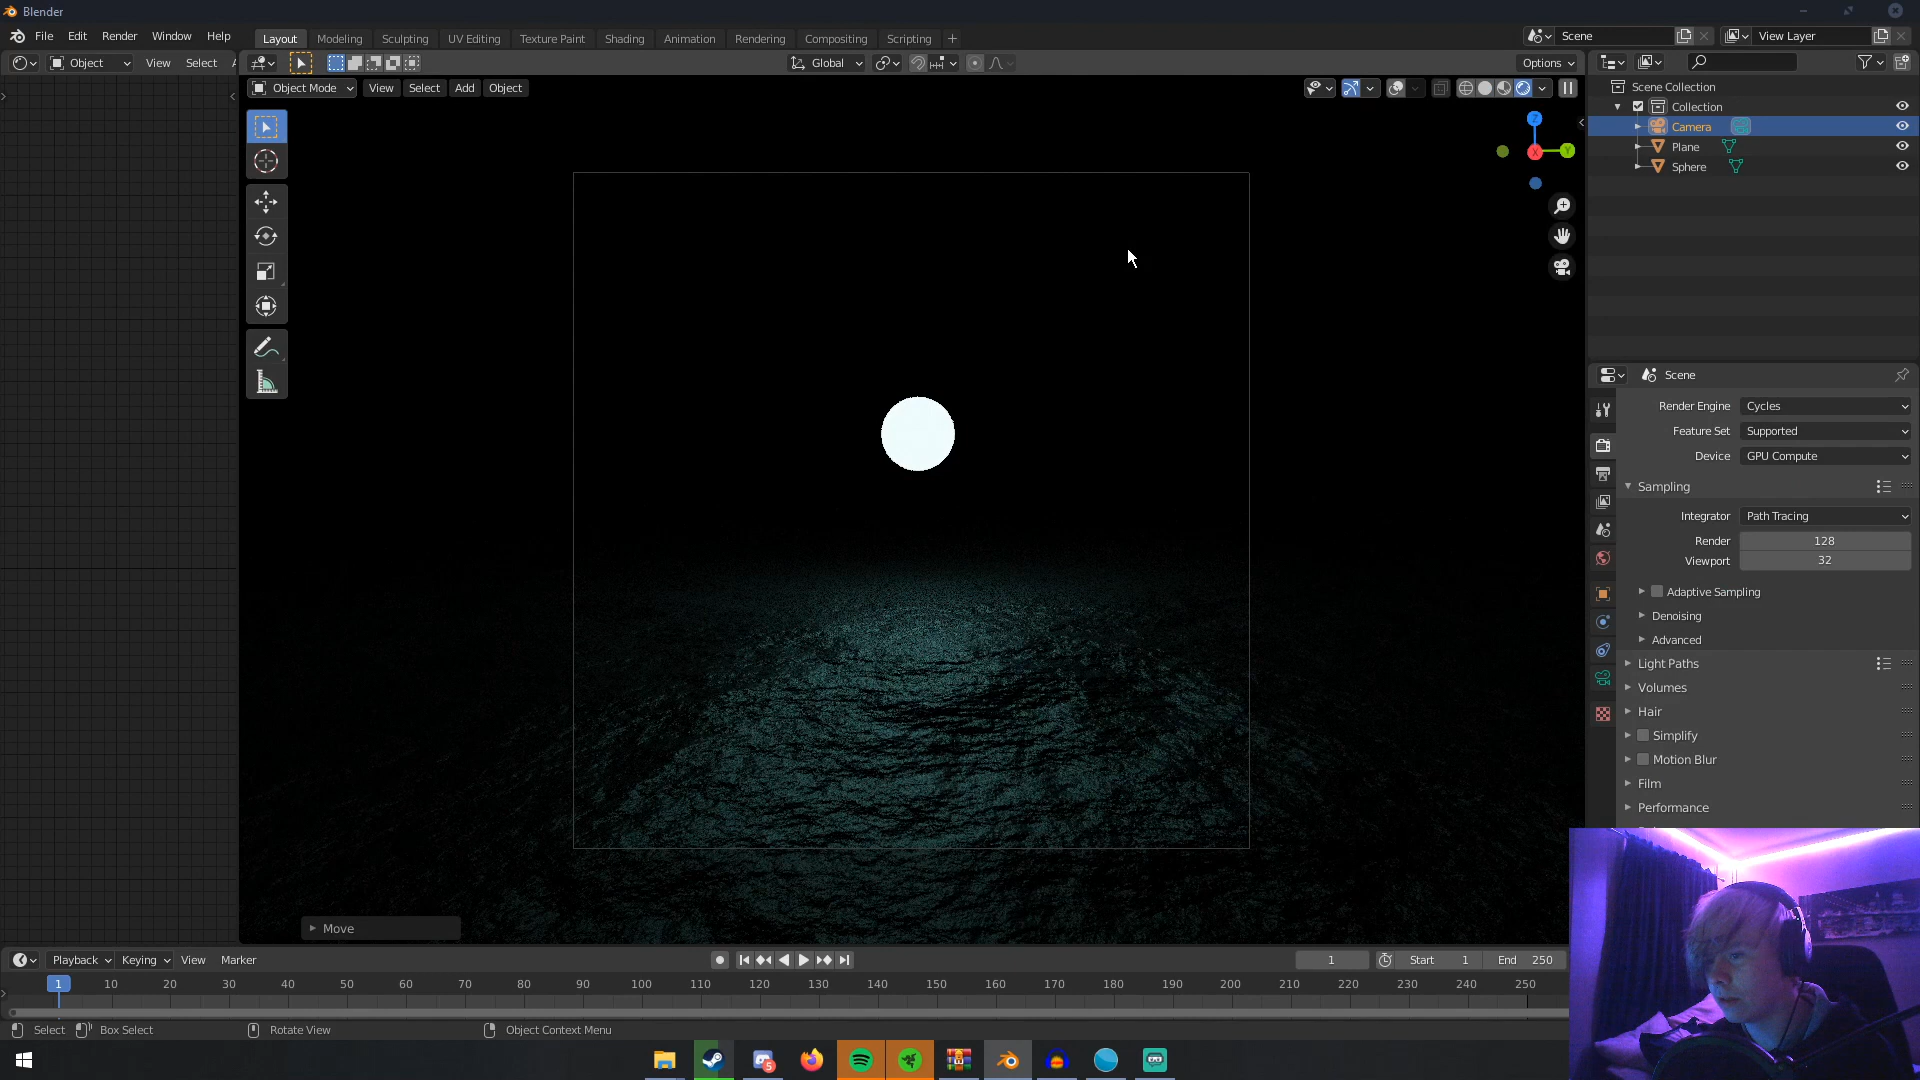 Blender
File Edit Render Window Help Layout Modeling Sculpting UV Editing Texture Paint Shading Animation Rendering Compositing Scripting + Scene View Layer
Object View Select A Global Options
Object Mode View Select Add Object
Z
Y
X
Scene Collection
Collection
Camera
Plane
Sphere
Scene
Render Engine Cycles
Feature Set Supported
Device GPU Compute
Sampling
Integrator Path Tracing
Render 128
Viewport 32
Adaptive Sampling
Denoising
Advanced
Light Paths
Volumes
Hair
Simplify
Motion Blur
Film
Performance
Move
Playback Keying View Marker 1 Start 1 End 250
1 10 20 30 40 50 60 70 80 90 100 110 120 130 140 150 160 170 180 190 200 210 220 230 240 250
Select Box Select Rotate View Object Context Menu
5